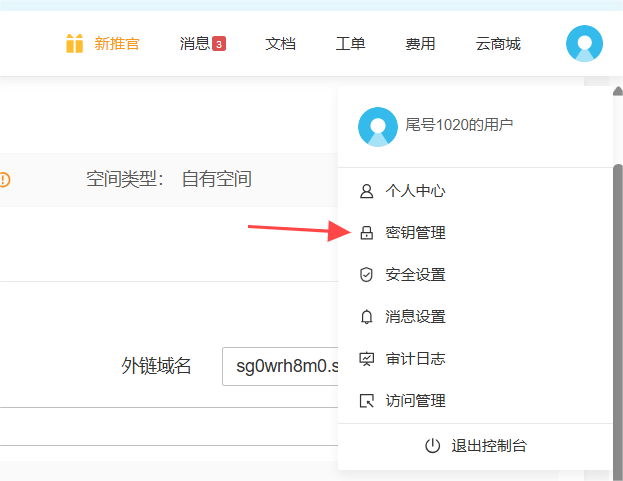 新推官 消息 3 文档 工单 费用 云商城
尾号1020的用户
空间类型： 自有空间
个人中心
密钥管理
安全设置
消息设置
外链域名 sg0wrh8m0.s
审计日志
访问管理
退出控制台